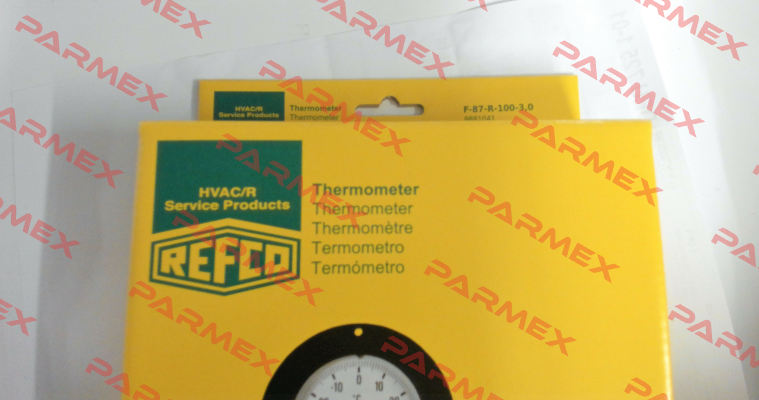 HVAC/R
Service Products
Thermometer
Thermometer
F-87-R-100-3,0
9881041
HVAC/R
Service Products
REFCO
Thermometer
Thermometer
Thermomètre
Termometro
Termómetro
-10 0 10
°C
PARMEX